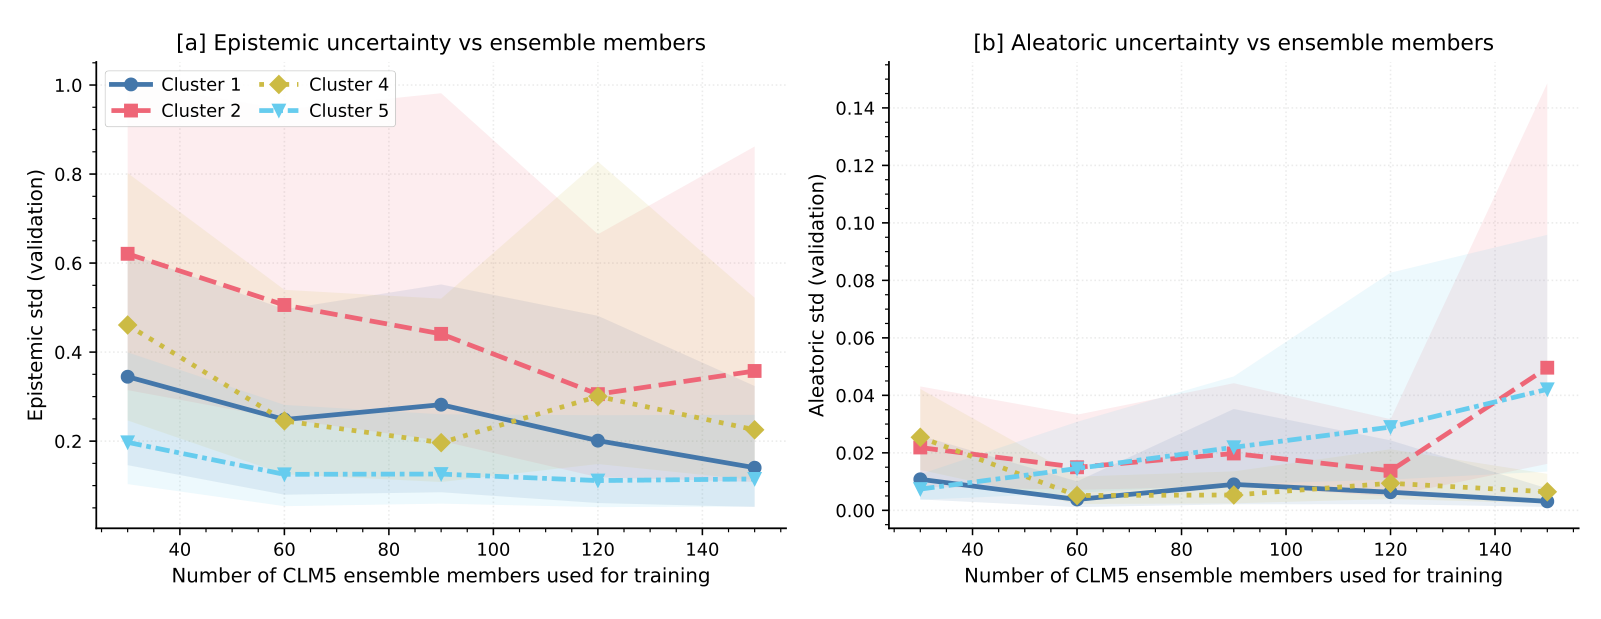 [a] Epistemic uncertainty vs ensemble members
Cluster 1
Cluster 2
Cluster 4
Cluster 5
Epistemic std (validation)
1.0
0.8
0.6
0.4
0.2
40 60 80 100 120 140
Number of CLM5 ensemble members used for training
[b] Aleatoric uncertainty vs ensemble members
Aleatoric std (validation)
0.14
0.12
0.10
0.08
0.06
0.04
0.02
0.00
40 60 80 100 120 140
Number of CLM5 ensemble members used for training